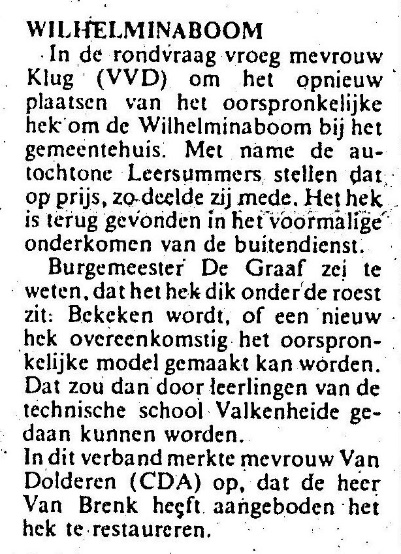 WILHELMINABOOM
In de rondvraag vroeg mevrouw
Klug (VVD) om het opnieuw
plaatsen van het oorspronkelijke
hek om de Wilhelminaboom bij het
gemeentehuis. Met name de au-
tochtone Leersummers stellen dat
op prijs, zo deelde zij mede. Het hek
is terug gevonden in het voormalige
onderkomen van de buitendienst.
Burgemeester De Graaf zei te
weten, dat het hek dik onder de roest
zit. Bekeken wordt, of een nieuw
hek overeenkomstig het oorspron-
kelijke model gemaakt kan worden.
Dat zou dan door leerlingen van de
technische school Valkenheide ge-
daan kunnen worden.
In dit verband merkte mevrouw Van
Dolderen (CDA) op, dat de heer
Van Brenk heeft aangeboden het
hek te restaureren.